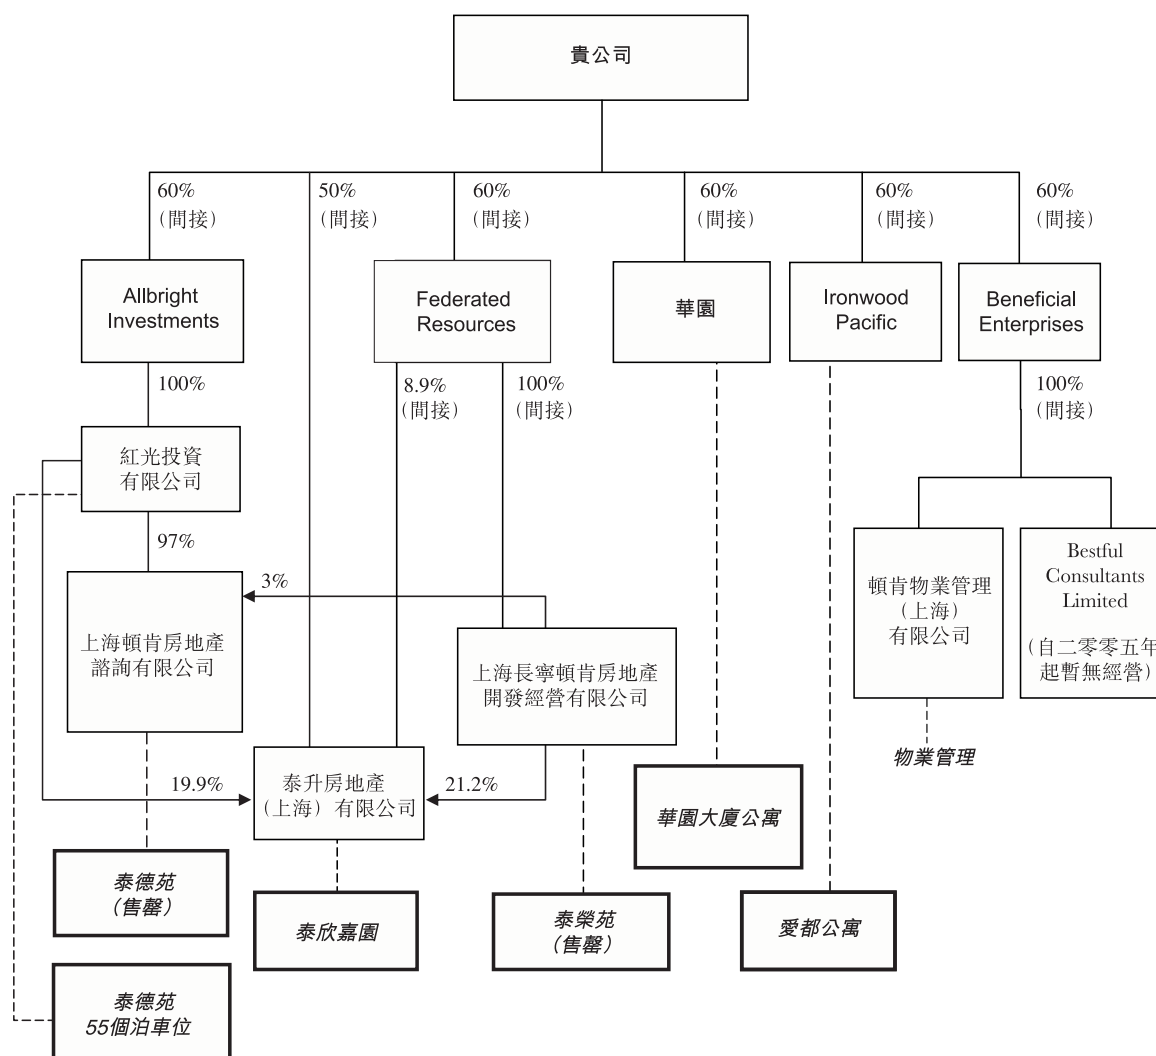 貴公司
60%
（間接）
50%
（間接）
60%
（間接）
60%
（間接）
60%
（間接）
60%
（間接）
Allbright
Investments
Federated
Resources
華園
Ironwood
Pacific
Beneficial
Enterprises
100%
8.9%
（間接）
100%
（間接）
100%
（間接）
紅光投資
有限公司
97%
3%
上海頓肯房地產
諮詢有限公司
上海長寧頓肯房地產
開發經營有限公司
頓肯物業管理
（上海）
有限公司
Bestful
Consultants
Limited
（自二零零五年
起暫無經營）
物業管理
19.9%
泰升房地產
（上海）有限公司
21.2%
華園大廈公寓
泰德苑
（售罄）
泰欣嘉園
泰榮苑
（售罄）
愛都公寓
泰德苑
55個泊車位